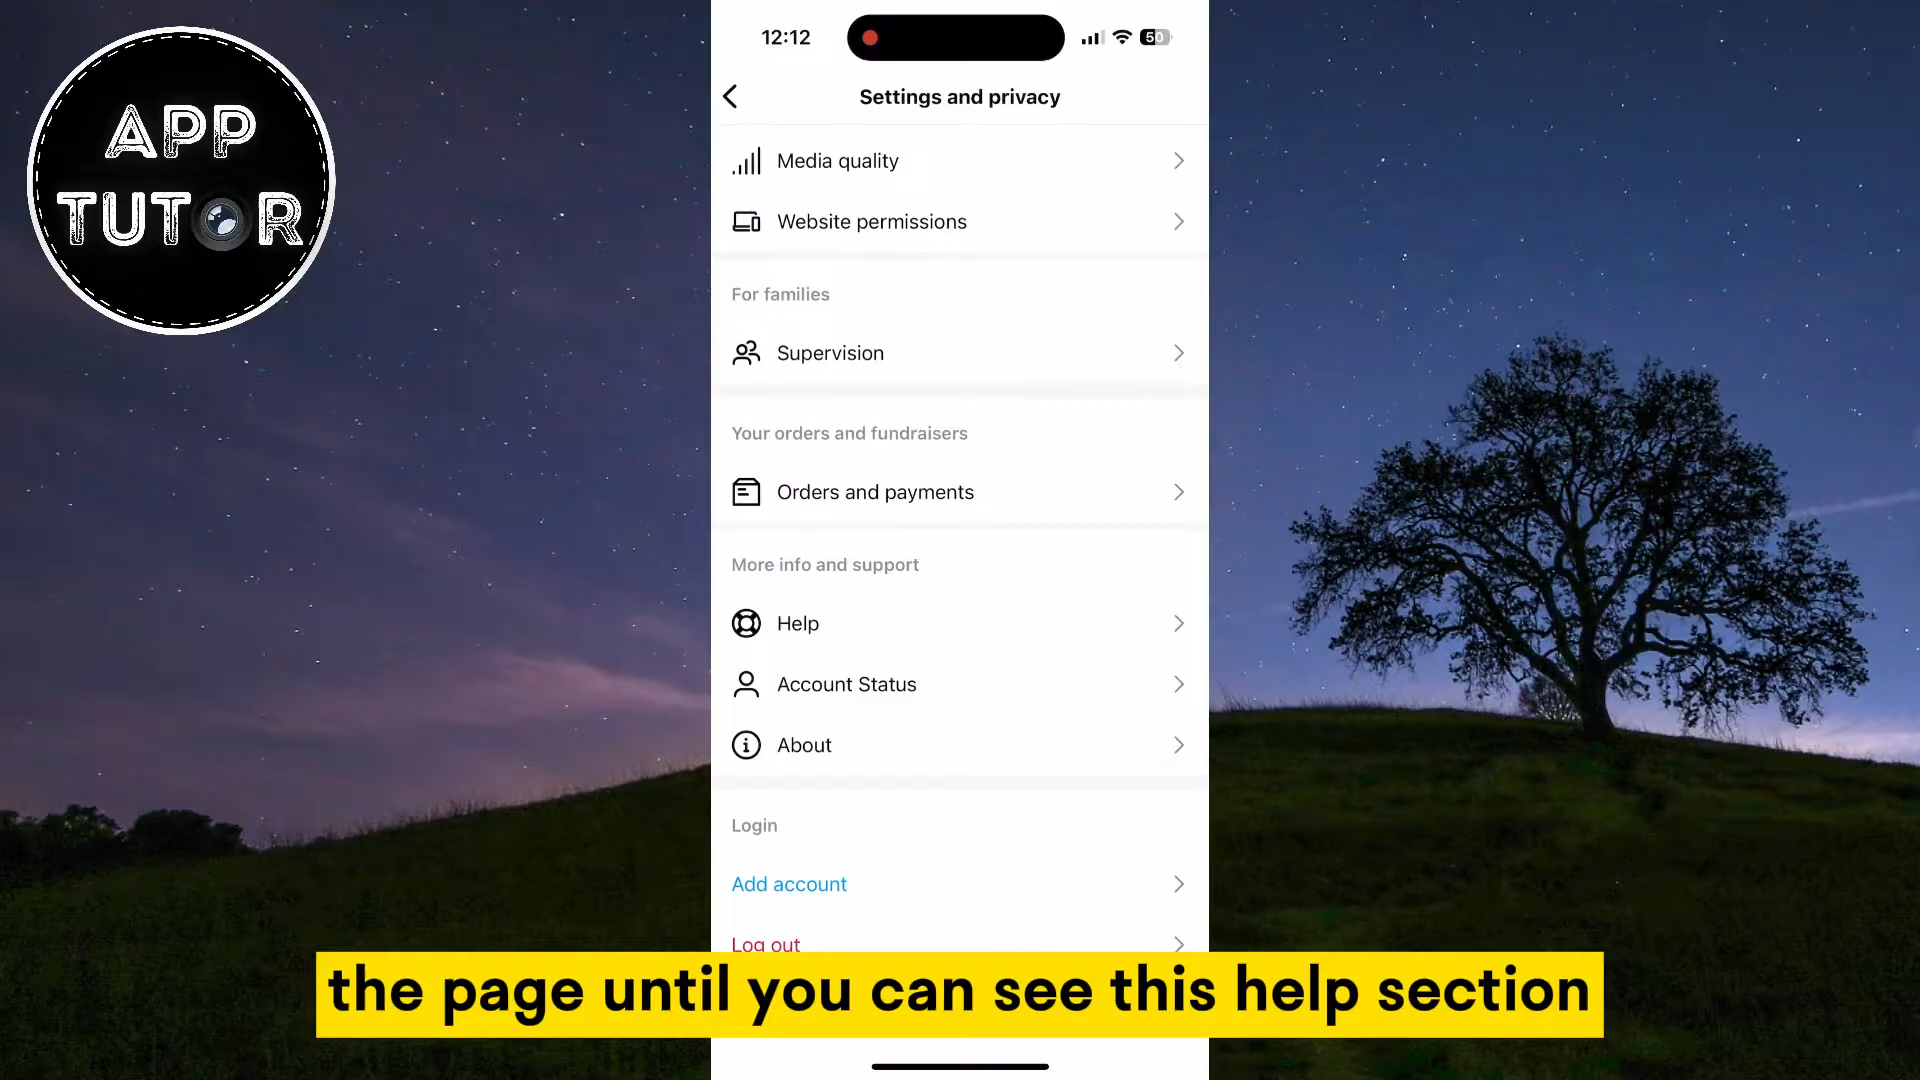 APP
TUTOR
12:12
50
Settings and privacy
Media quality
Website permissions
For families
Supervision
Your orders and fundraisers
Orders and payments
More info and support
Help
Account Status
About
Login
Add account
Log out
the page until you can see this help section